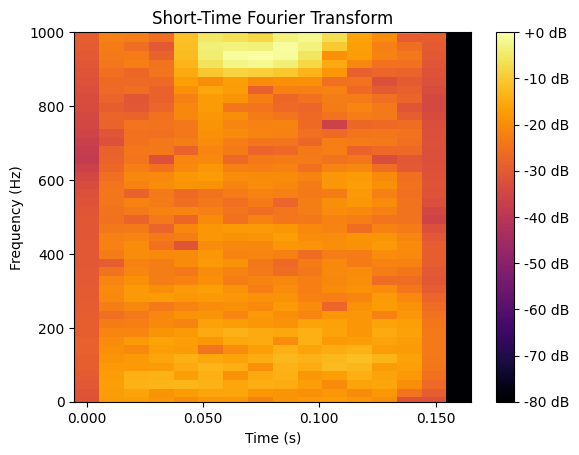 Short-Time Fourier Transform
Frequency (Hz)
1000
800
600
400
200
0
0.000
0.050
0.100
0.150
Time (s)
+0 dB
-10 dB
-20 dB
-30 dB
-40 dB
-50 dB
-60 dB
-70 dB
-80 dB